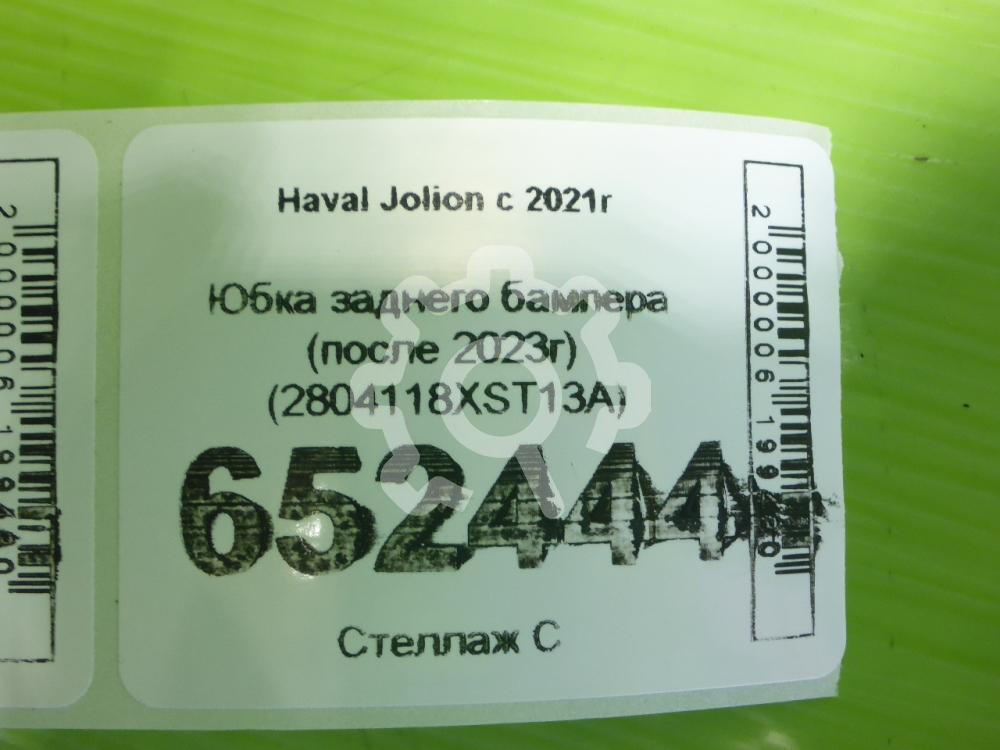 Haval Jolion с 2021г
Юбка заднего бампера
(после 2023г)
(2804118XST13A)
652444
Стеллаж С